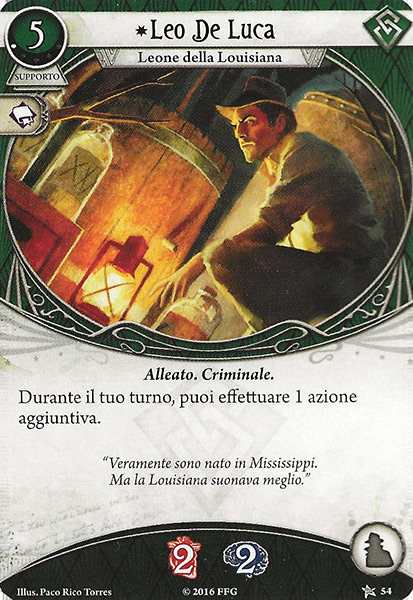 5
*Leo De Luca
Leone della Louisiana
SUPPORTO
Alleato. Criminale.
Durante il tuo turno, puoi effettuare 1 azione
aggiuntiva.
“Veramente sono nato in Mississippi.
Ma la Louisiana suonava meglio.”
2 2
Illus. Paco Rico Torres © 2016 FFG 54